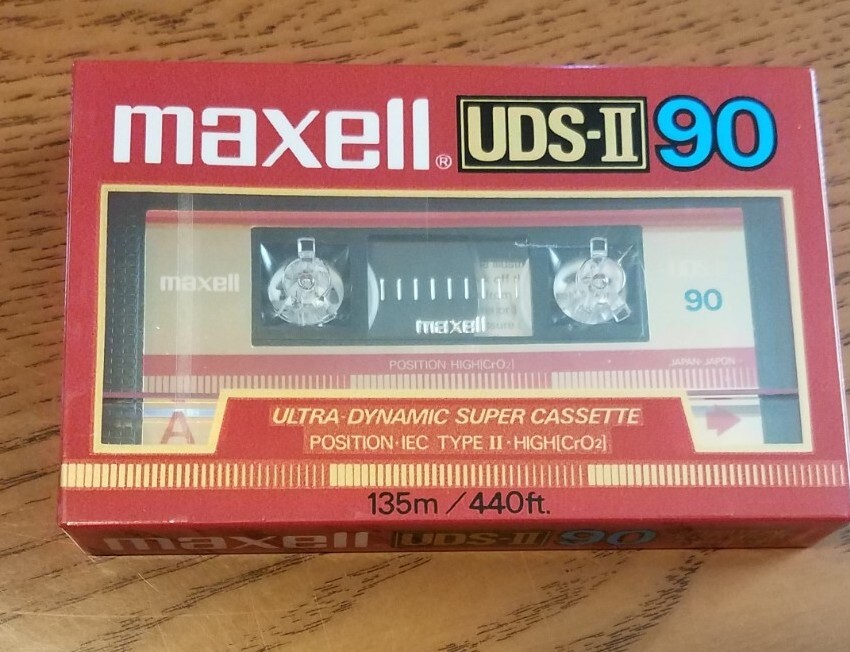 maxell® UDS-II 90
maxell
90
maxell
POSITION·HIGH[CrO₂]
JAPAN·JAPON
A
ULTRA-DYNAMIC SUPER CASSETTE
POSITION·IEC TYPE II·HIGH[CrO₂]
135m/440ft.
maxell UDS-II 90